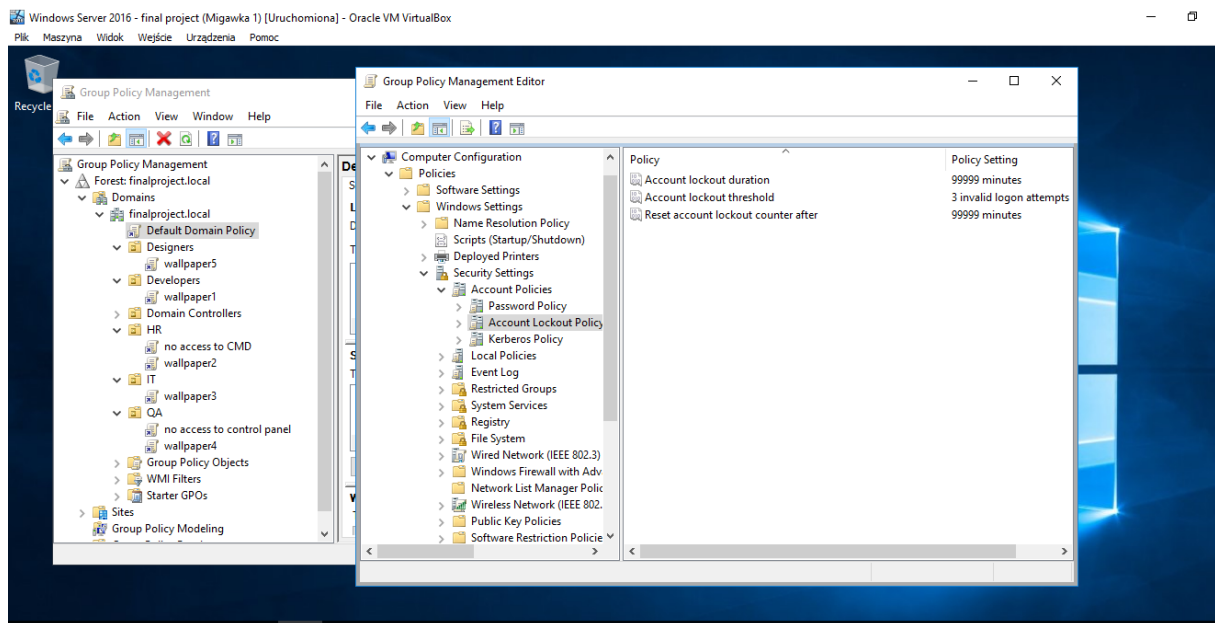 Windows Server 2016 - final project (Migawka 1) [Uruchomiona] - Oracle VM VirtualBox
Plik Maszyna Widok Wejście Urządzenia Pomoc
Recycle
Group Policy Management
File Action View Window Help
Group Policy Management
Forest: finalproject.local
Domains
finalproject.local
Default Domain Policy
Designers
wallpaper5
Developers
wallpaper1
Domain Controllers
HR
no access to CMD
wallpaper2
IT
wallpaper3
QA
no access to control panel
wallpaper4
Group Policy Objects
WMI Filters
Starter GPOs
Sites
Group Policy Modeling
De
Group Policy Management Editor
File Action View Help
Computer Configuration
Policies
Software Settings
Windows Settings
Name Resolution Policy
Scripts (Startup/Shutdown)
Deployed Printers
Security Settings
Account Policies
Password Policy
Account Lockout Policy
Kerberos Policy
Local Policies
Event Log
Restricted Groups
System Services
Registry
File System
Wired Network (IEEE 802.3)
Windows Firewall with Adv
Network List Manager Polic
Wireless Network (IEEE 802.
Public Key Policies
Software Restriction Policie
Policy Policy Setting
Account lockout duration 99999 minutes
Account lockout threshold 3 invalid logon attempts
Reset account lockout counter after 99999 minutes